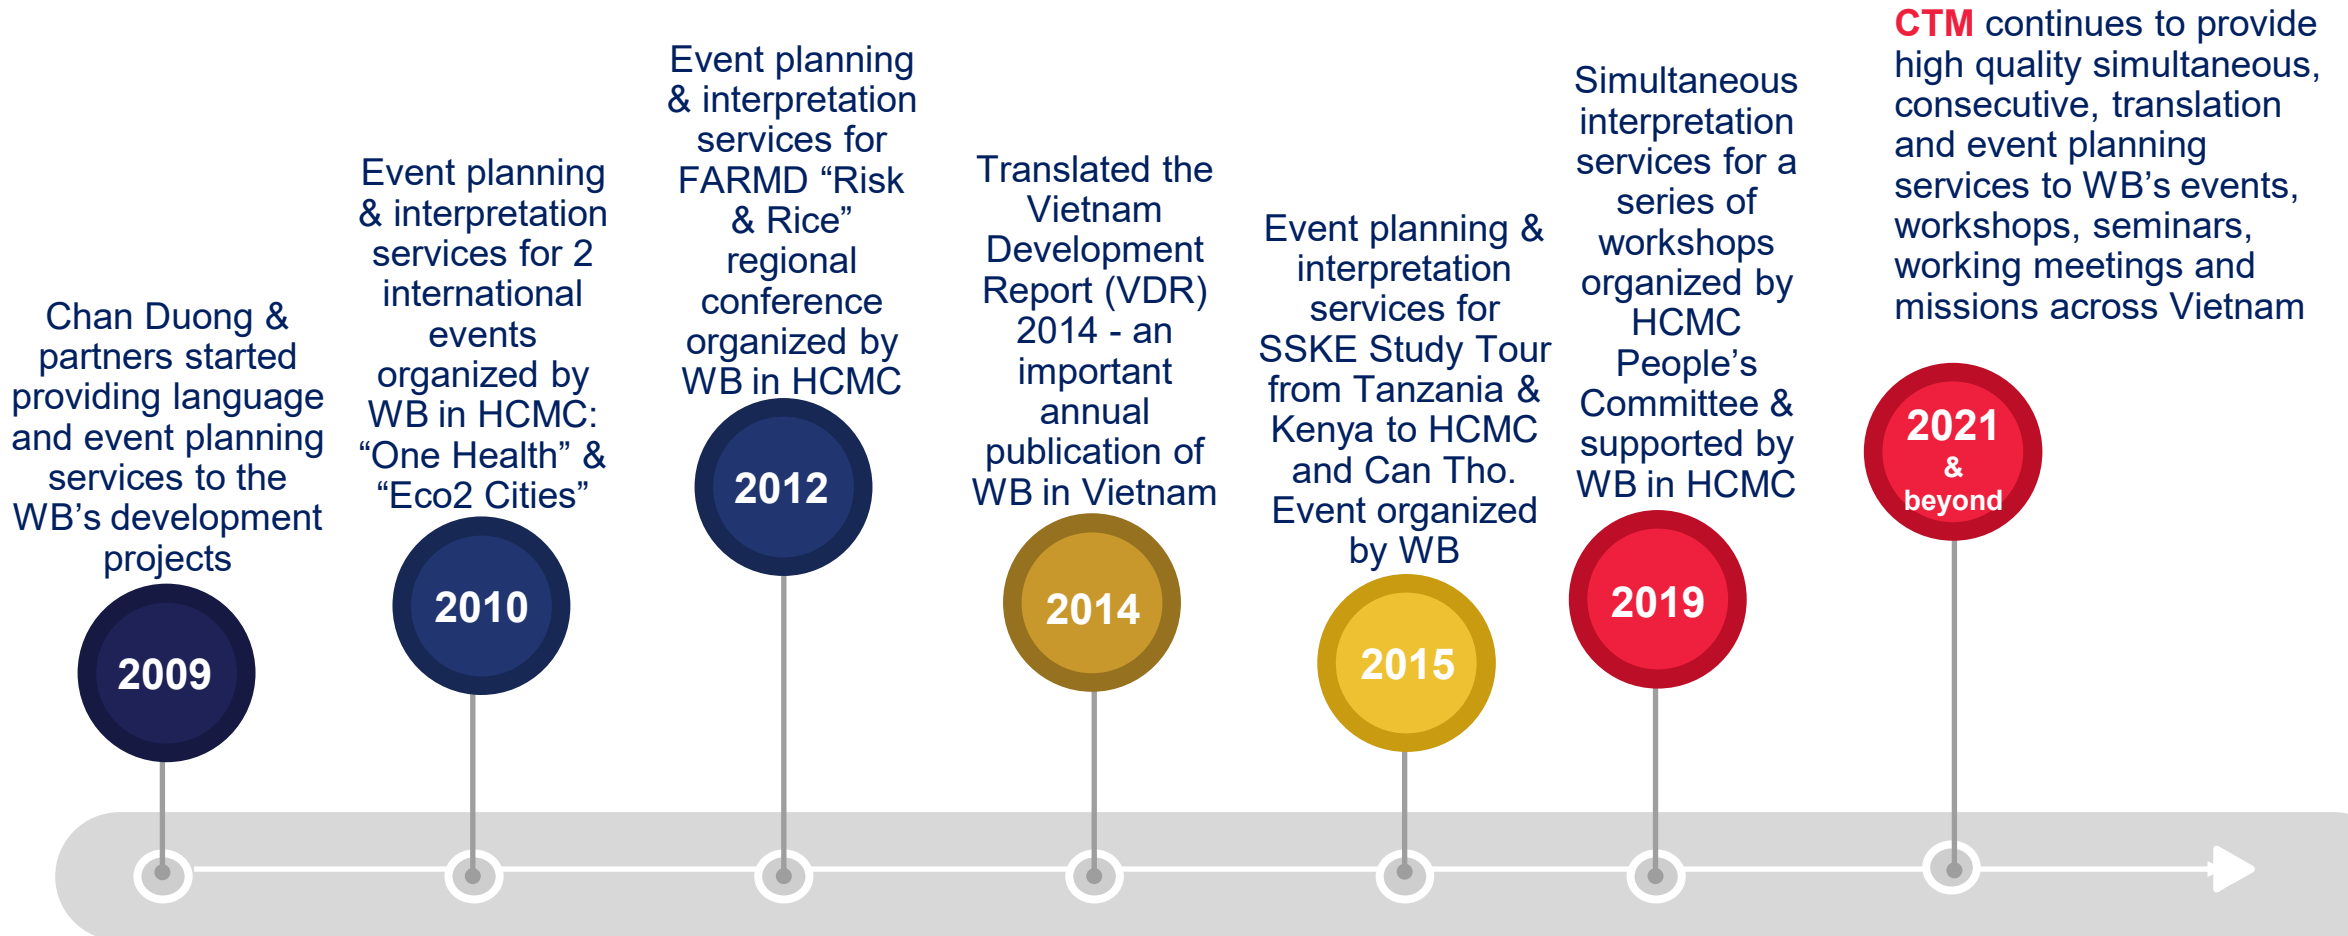 Chan Duong &
partners started
providing language
and event planning
services to the
WB’s development
projects
2009
Event planning
& interpretation
services for 2
international
events
organized by
WB in HCMC:
“One Health” &
“Eco2 Cities”
2010
Event planning
& interpretation
services for
FARMD “Risk
& Rice”
regional
conference
organized by
WB in HCMC
2012
Translated the
Vietnam
Development
Report (VDR)
2014 - an
important
annual
publication of
WB in Vietnam
2014
Event planning &
interpretation
services for
SSKE Study Tour
from Tanzania &
Kenya to HCMC
and Can Tho.
Event organized
by WB
2015
Simultaneous
interpretation
services for a
series of
workshops
organized by
HCMC
People’s
Committee &
supported by
WB in HCMC
2019
CTM continues to provide
high quality simultaneous,
consecutive, translation
and event planning
services to WB’s events,
workshops, seminars,
working meetings and
missions across Vietnam
2021
&
beyond